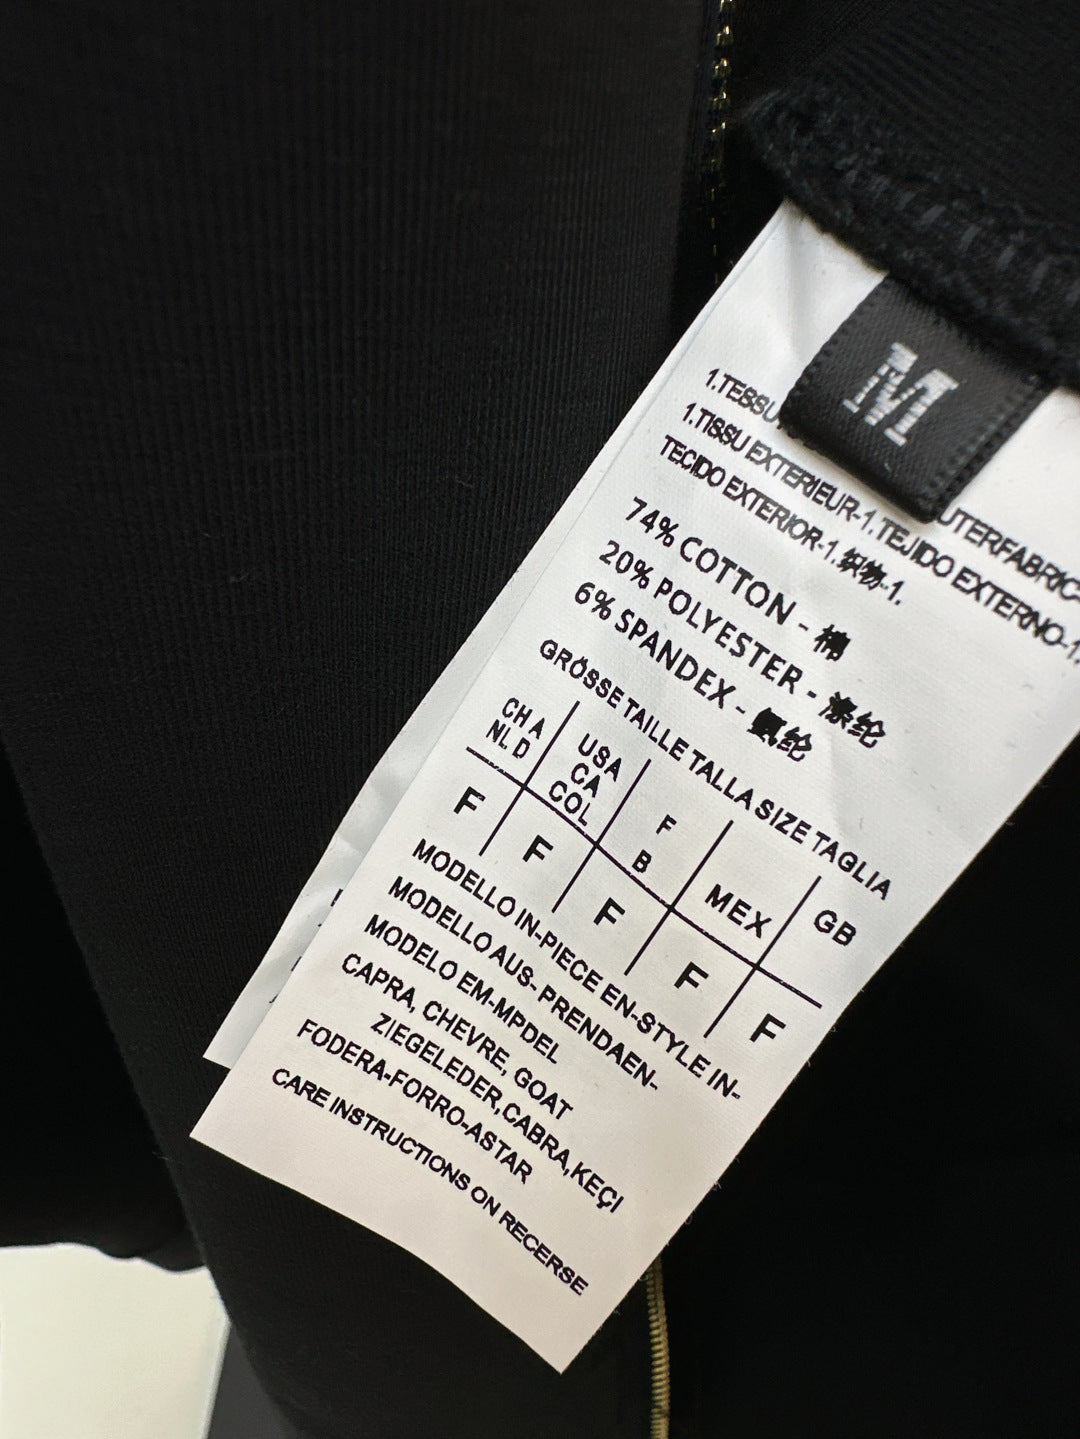 M
1.TESSU
UTERFABRIC-
1.TISSU EXTERIEUR-1.TEJIDO EXTERNO-1.
TECIDO EXTERIOR-1.织物-1.
74% COTTON - 棉
20% POLYESTER - 涤纶
6% SPANDEX - 氨纶
GRÖSSE TAILLE TALLA SIZE TAGLIA
CH A USA F MEX GB
NL D CA B
COL
F F F F F
MODELLO IN-PIECE EN-STYLE IN-
MODELLO AUS- PRENDAEN-
MODELO EM-MPDEL
CAPRA, CHEVRE, GOAT
ZIEGELEDER,CABRA,KEÇI
FODERA-FORRO-ASTAR
CARE INSTRUCTIONS ON RECERSE